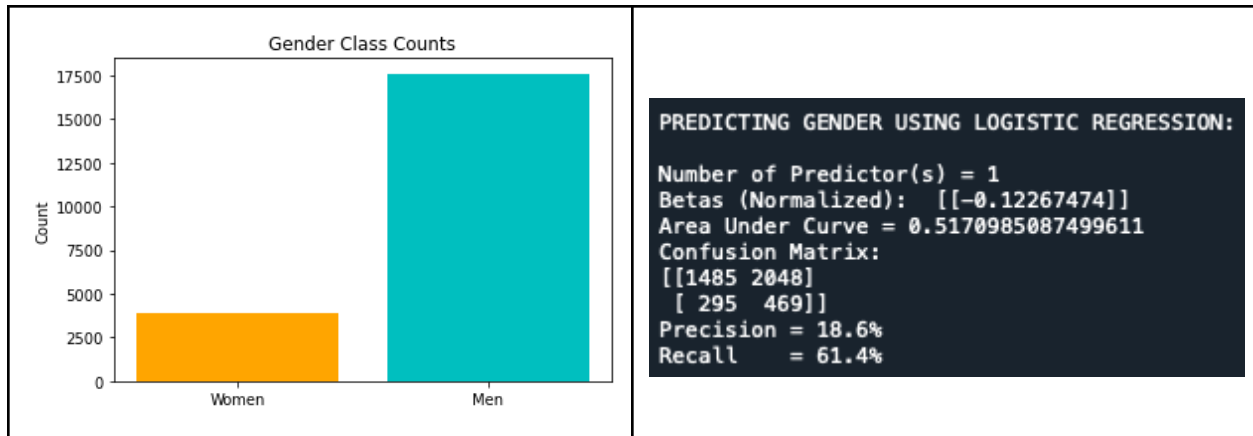 Gender Class Counts
17500
15000
12500
10000
7500
5000
2500
0
Count
Women Men
PREDICTING GENDER USING LOGISTIC REGRESSION:
Number of Predictor(s) = 1
Betas (Normalized):  [[-0.12267474]]
Area Under Curve = 0.5170985087499611
Confusion Matrix:
[[1485 2048]
 [ 295  469]]
Precision = 18.6%
Recall    = 61.4%